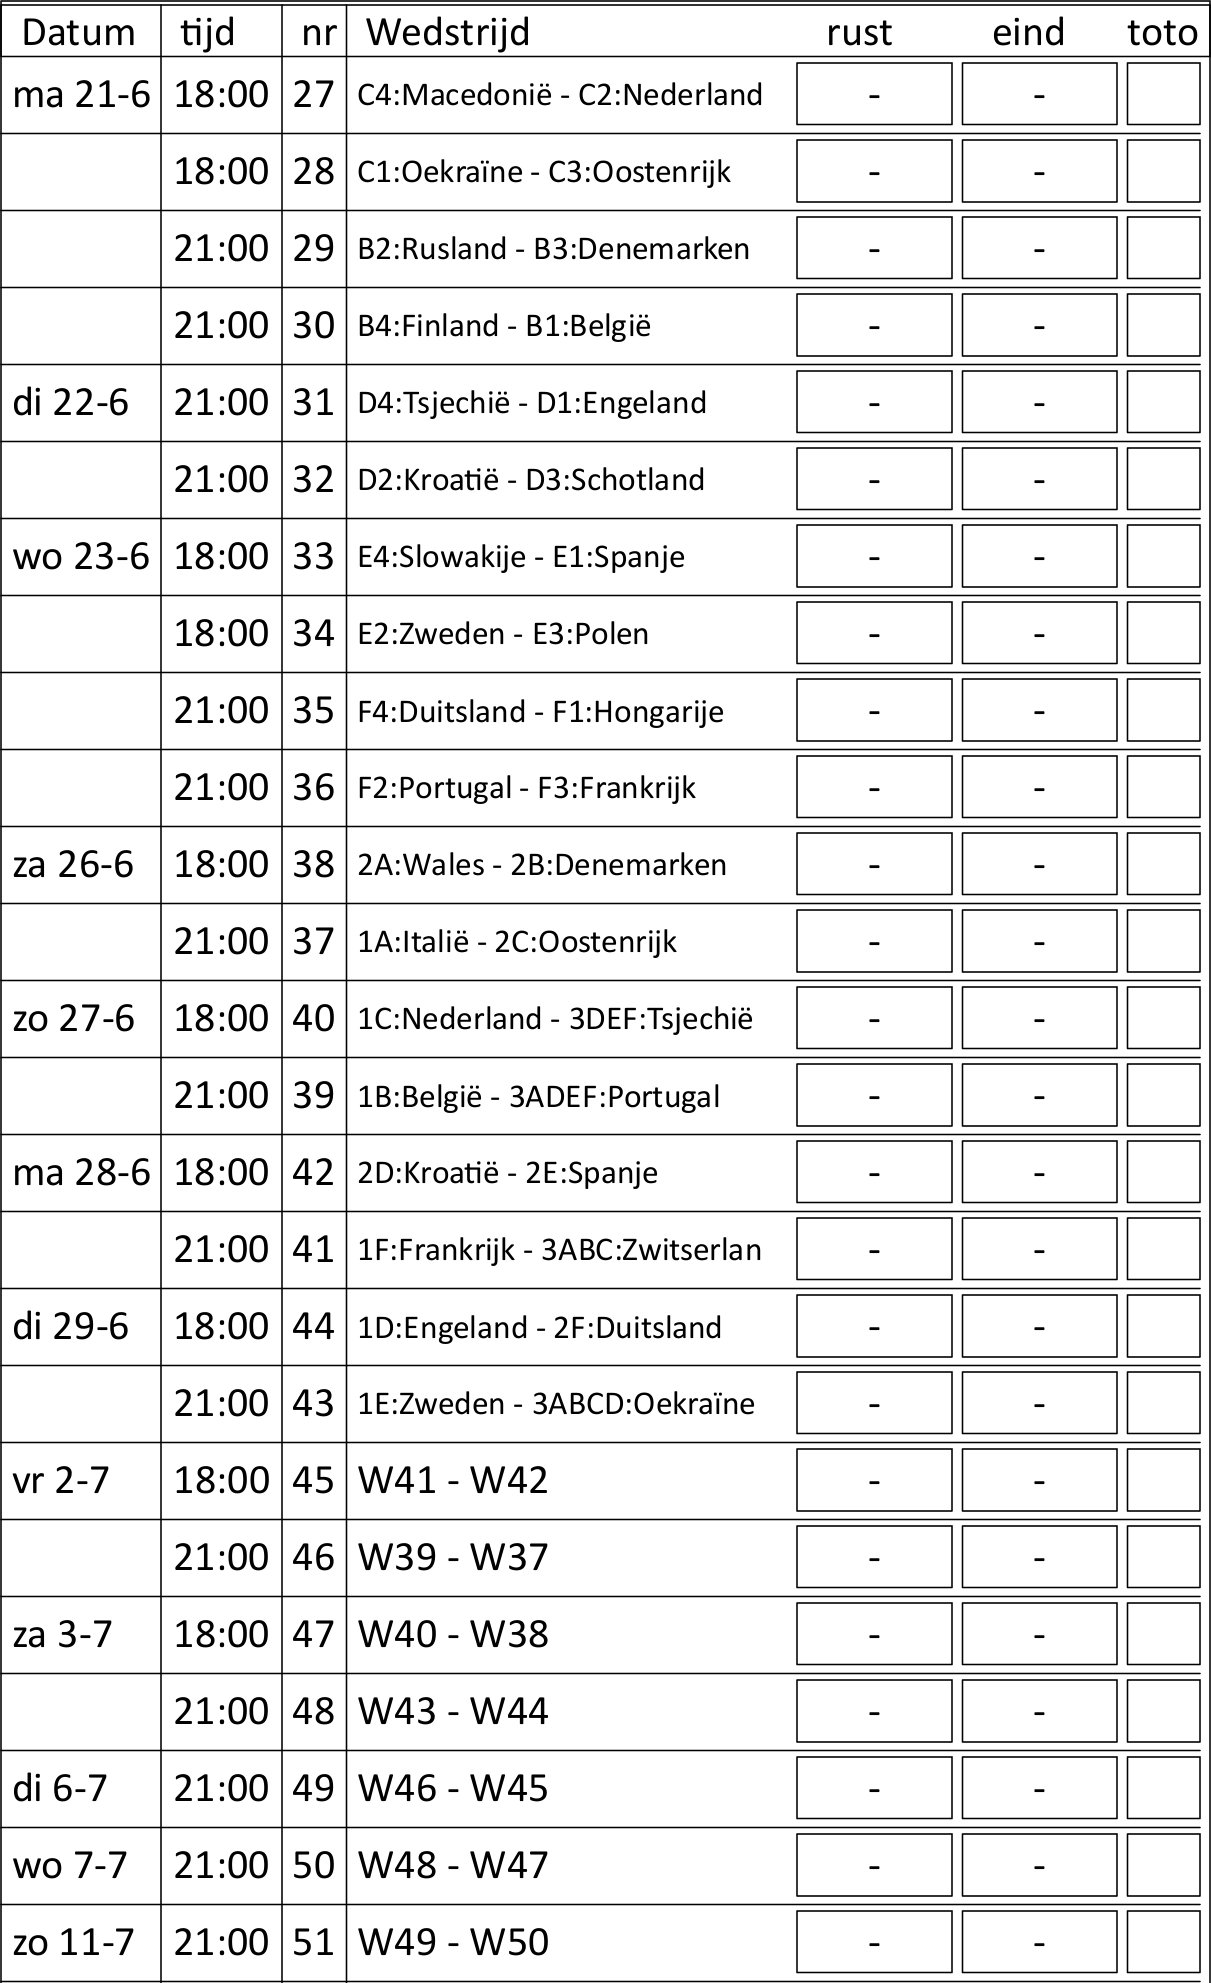 Datum tijd nr Wedstrijd rust eind toto
ma 21-6 18:00 27 C4:Macedonië - C2:Nederland - -
18:00 28 C1:Oekraïne - C3:Oostenrijk - -
21:00 29 B2:Rusland - B3:Denemarken - -
21:00 30 B4:Finland - B1:België - -
di 22-6 21:00 31 D4:Tsjechië - D1:Engeland - -
21:00 32 D2:Kroatië - D3:Schotland - -
wo 23-6 18:00 33 E4:Slowakije - E1:Spanje - -
18:00 34 E2:Zweden - E3:Polen - -
21:00 35 F4:Duitsland - F1:Hongarije - -
21:00 36 F2:Portugal - F3:Frankrijk - -
za 26-6 18:00 38 2A:Wales - 2B:Denemarken - -
21:00 37 1A:Italië - 2C:Oostenrijk - -
zo 27-6 18:00 40 1C:Nederland - 3DEF:Tsjechië - -
21:00 39 1B:België - 3ADEF:Portugal - -
ma 28-6 18:00 42 2D:Kroatië - 2E:Spanje - -
21:00 41 1F:Frankrijk - 3ABC:Zwitserlan - -
di 29-6 18:00 44 1D:Engeland - 2F:Duitsland - -
21:00 43 1E:Zweden - 3ABCD:Oekraïne - -
vr 2-7 18:00 45 W41 - W42 - -
21:00 46 W39 - W37 - -
za 3-7 18:00 47 W40 - W38 - -
21:00 48 W43 - W44 - -
di 6-7 21:00 49 W46 - W45 - -
wo 7-7 21:00 50 W48 - W47 - -
zo 11-7 21:00 51 W49 - W50 - -